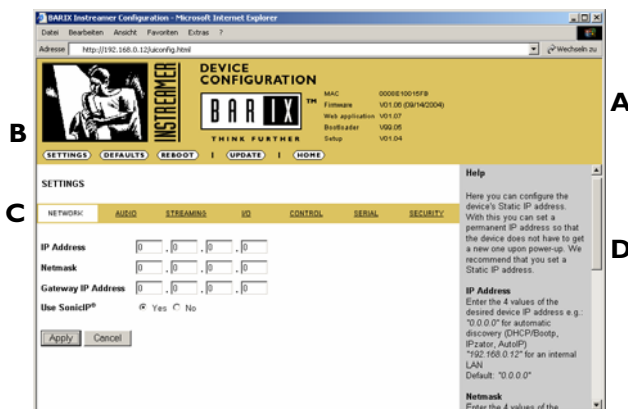 BARIX Instreamer Configuration - Microsoft Internet Explorer
Datei Bearbeiten Ansicht Favoriten Extras ?
Adresse http://192.168.0.12/uiconfig.html Wechseln zu
INSTREAMER
DEVICE
CONFIGURATION
BARIX TM
THINK FURTHER
MAC 0008E10015FB
Firmware V01.06 (09/14/2004)
Web application V01.07
Bootloader V99.05
Setup V01.04
A
B
SETTINGS DEFAULTS REBOOT | UPDATE | HOME
SETTINGS
C
NETWORK AUDIO STREAMING I/O CONTROL SERIAL SECURITY
IP Address 0 . 0 . 0 . 0
Netmask 0 . 0 . 0 . 0
Gateway IP Address 0 . 0 . 0 . 0
Use SonicIP® Yes No
Apply Cancel
Help
Here you can configure the
device's Static IP address.
With this you can set a
permanent IP address so that
the device does not have to get
a new one upon power-up. We
recommend that you set a
Static IP address.
D
IP Address
Enter the 4 values of the
desired device IP address e.g.:
"0.0.0.0" for automatic
discovery (DHCP/Bootp,
IPzator, AutoIP)
"192.168.0.12" for an internal
LAN
Default: "0.0.0.0"
Netmask
Enter the 4 values of the